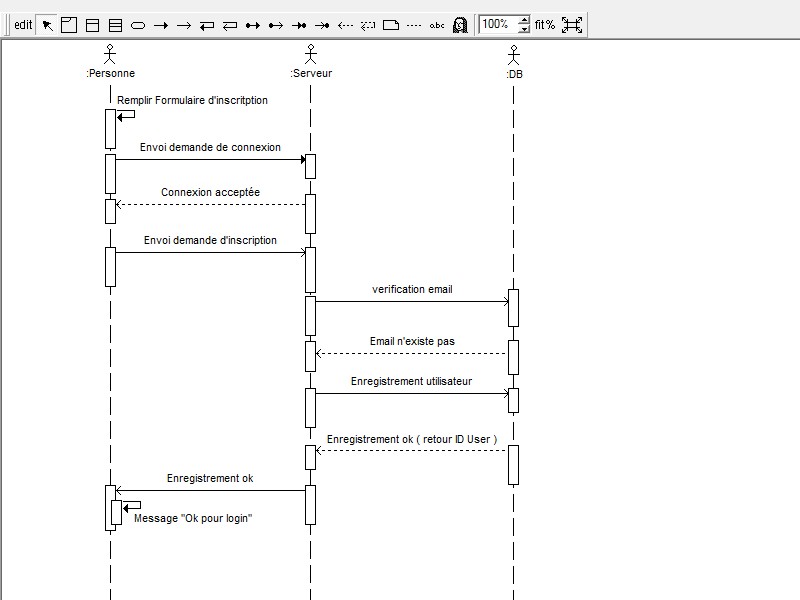 edit
abc
100%
fit%
:Personne
:Serveur
:DB
Remplir Formulaire d'inscritption
Envoi demande de connexion
Connexion acceptée
Envoi demande d'inscription
verification email
Email n'existe pas
Enregistrement utilisateur
Enregistrement ok ( retour ID User )
Enregistrement ok
Message "Ok pour login"